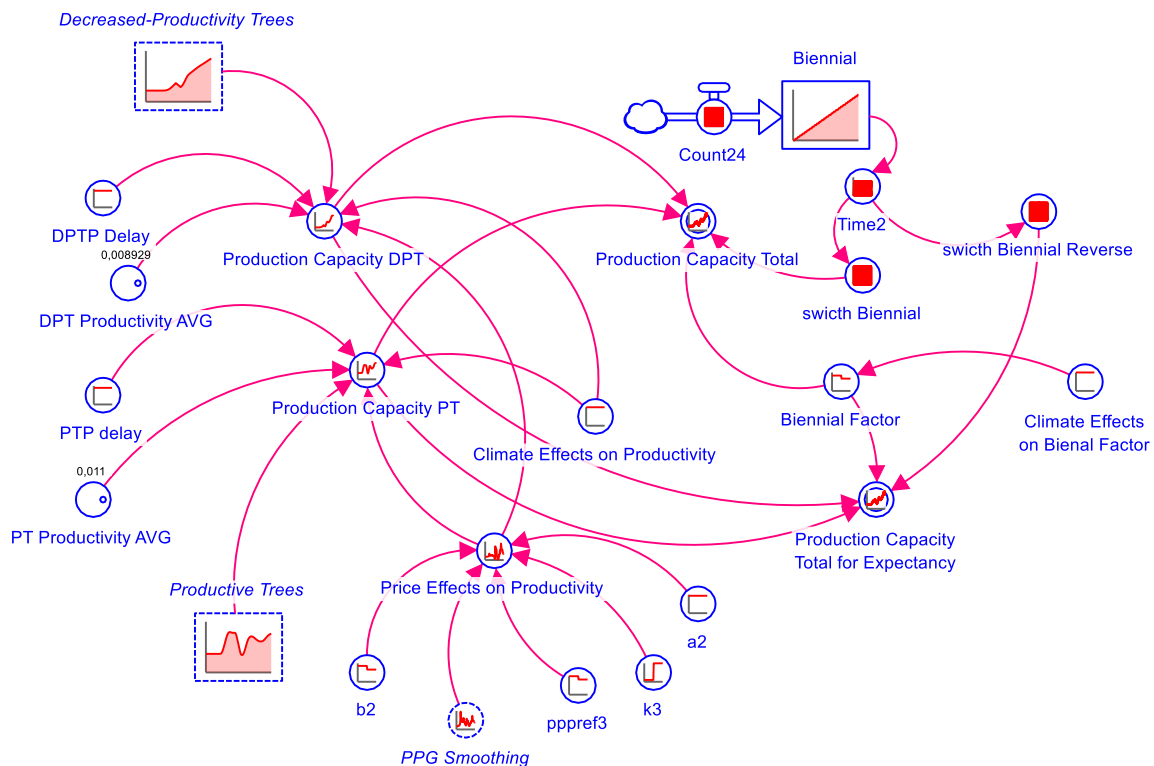 Decreased-Productivity Trees
Biennial
Count24
DPTP Delay
Time2
swicth Biennial Reverse
0,008929
Production Capacity DPT
Production Capacity Total
DPT Productivity AVG
swicth Biennial
Production Capacity PT
Biennial Factor
Climate Effects
on Bienal Factor
PTP delay
Climate Effects on Productivity
0,011
PT Productivity AVG
Production Capacity
Total for Expectancy
Productive Trees
Price Effects on Productivity
a2
b2
pppref3
k3
PPG Smoothing